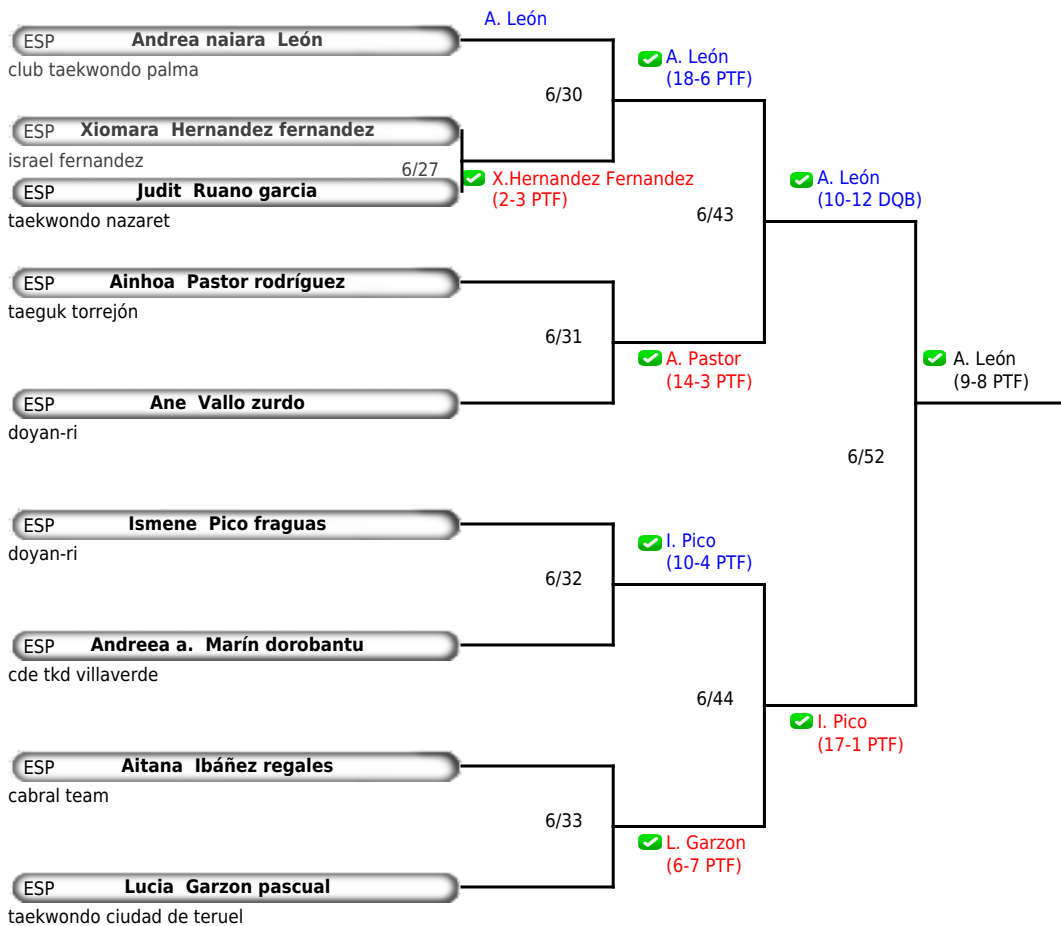 A. León
ESP Andrea naiara León
club taekwondo palma
A. León
(18-6 PTF)
6/30
ESP Xiomara Hernandez fernandez
israel fernandez
6/27
X.Hernandez Fernandez
(2-3 PTF)
ESP Judit Ruano garcia
taekwondo nazaret
A. León
(10-12 DQB)
6/43
ESP Ainhoa Pastor rodríguez
taeguk torrejón
6/31
A. Pastor
(14-3 PTF)
A. León
(9-8 PTF)
ESP Ane Vallo zurdo
doyan-ri
6/52
ESP Ismene Pico fraguas
doyan-ri
I. Pico
(10-4 PTF)
6/32
ESP Andreea a. Marín dorobantu
cde tkd villaverde
6/44
I. Pico
(17-1 PTF)
ESP Aitana Ibáñez regales
cabral team
6/33
L. Garzon
(6-7 PTF)
ESP Lucia Garzon pascual
taekwondo ciudad de teruel